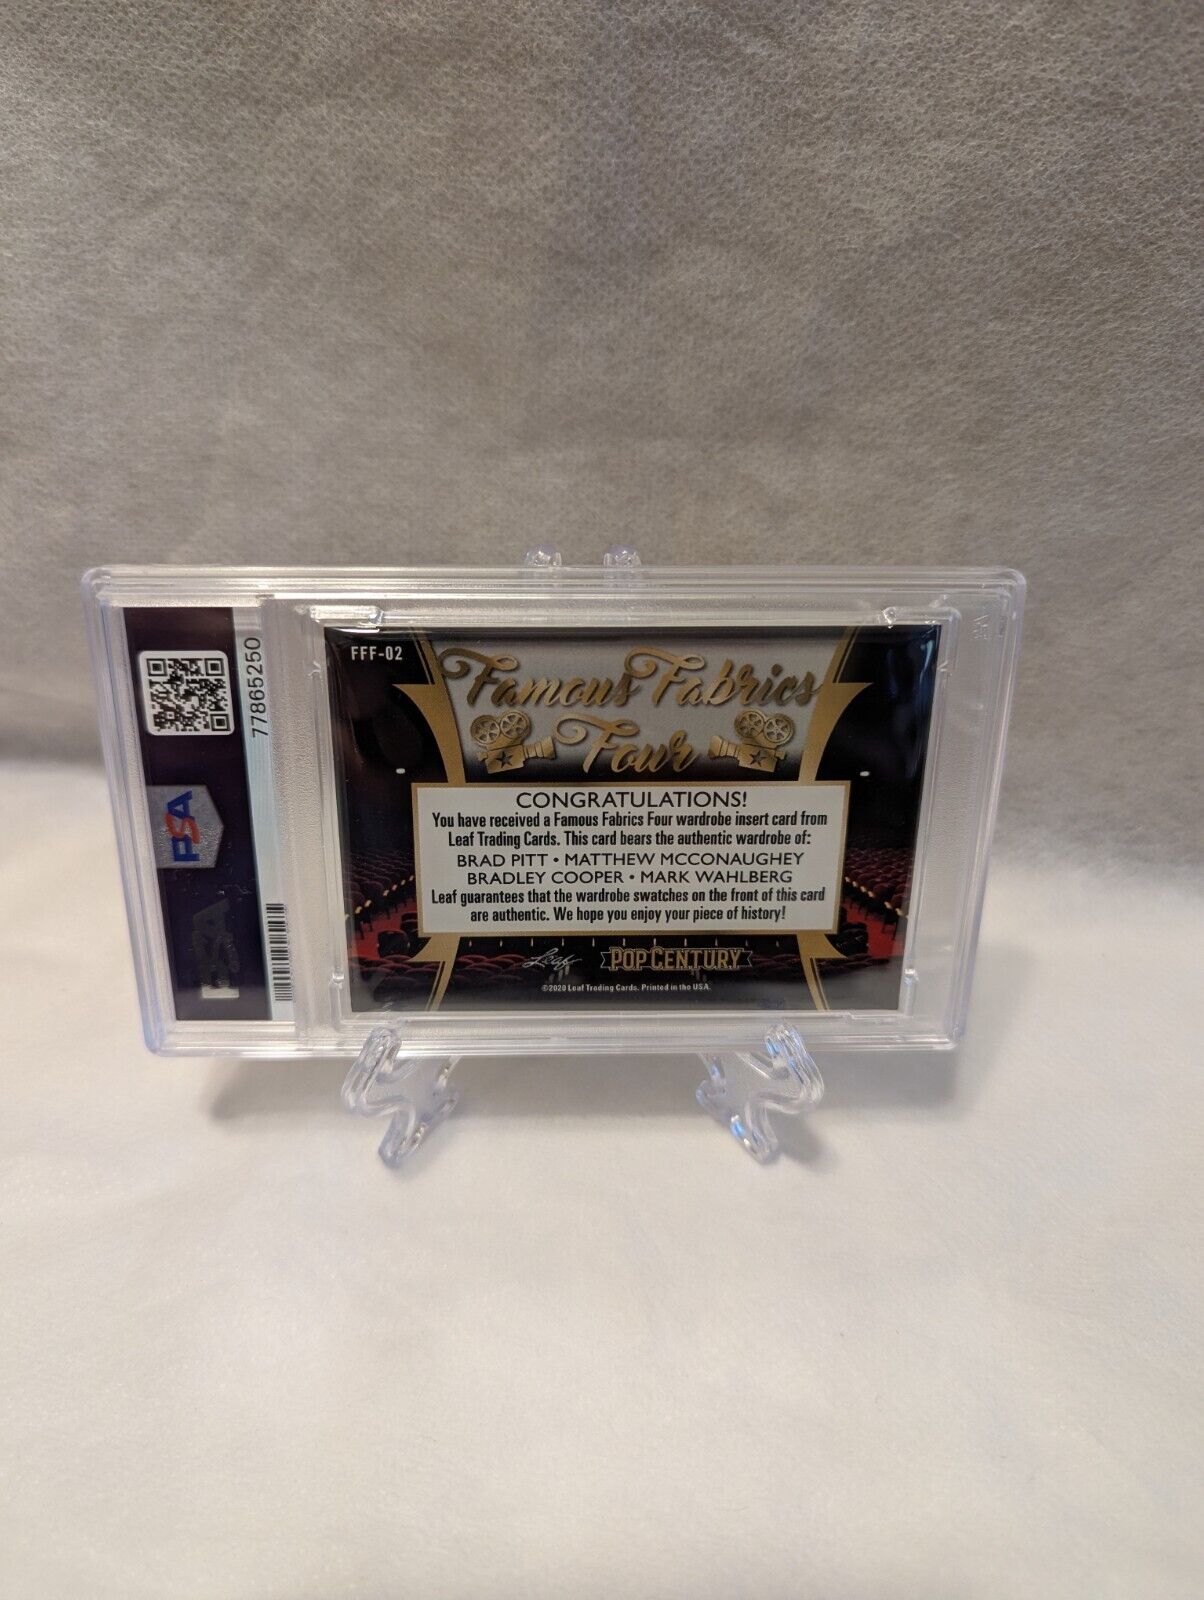 77865250
PSA
PSA
FFF-02
Famous Fabrics
Four
CONGRATULATIONS!
You have received a Famous Fabrics Four wardrobe insert card from
Leaf Trading Cards. This card bears the authentic wardrobe of:
BRAD PITT • MATTHEW MCCONAUGHEY
BRADLEY COOPER • MARK WAHLBERG
Leaf guarantees that the wardrobe swatches on the front of this card
are authentic. We hope you enjoy your piece of history!
Leaf POP CENTURY
©2020 Leaf Trading Cards. Printed in the USA.